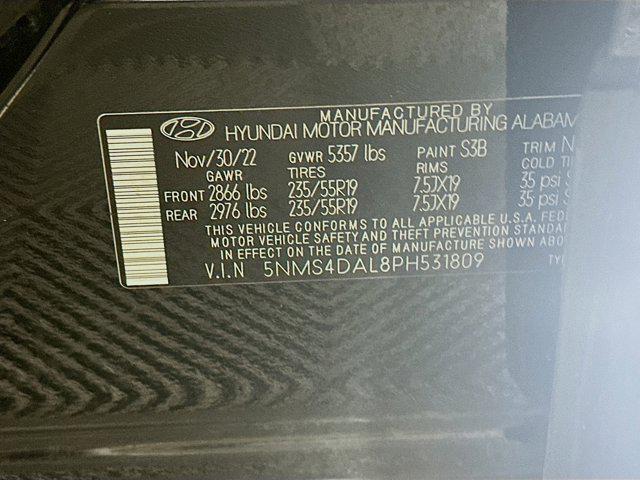 MANUFACTURED BY
HYUNDAI MOTOR MANUFACTURING ALABAM
Nov/30/22 GVWR 5357 lbs PAINT S3B TRIM N
GAWR TIRES RIMS COLD TI
FRONT 2866 lbs 235/55R19 7.5JX19 35 psi
REAR 2976 lbs 235/55R19 7.5JX19 35 psi
THIS VEHICLE CONFORMS TO ALL APPLICABLE U.S.A. FEDE
MOTOR VEHICLE SAFETY AND THEFT PREVENTION STANDA
IN EFFECT ON THE DATE OF MANUFACTURE SHOWN ABO
V.I.N 5NMS4DAL8PH531809 TY